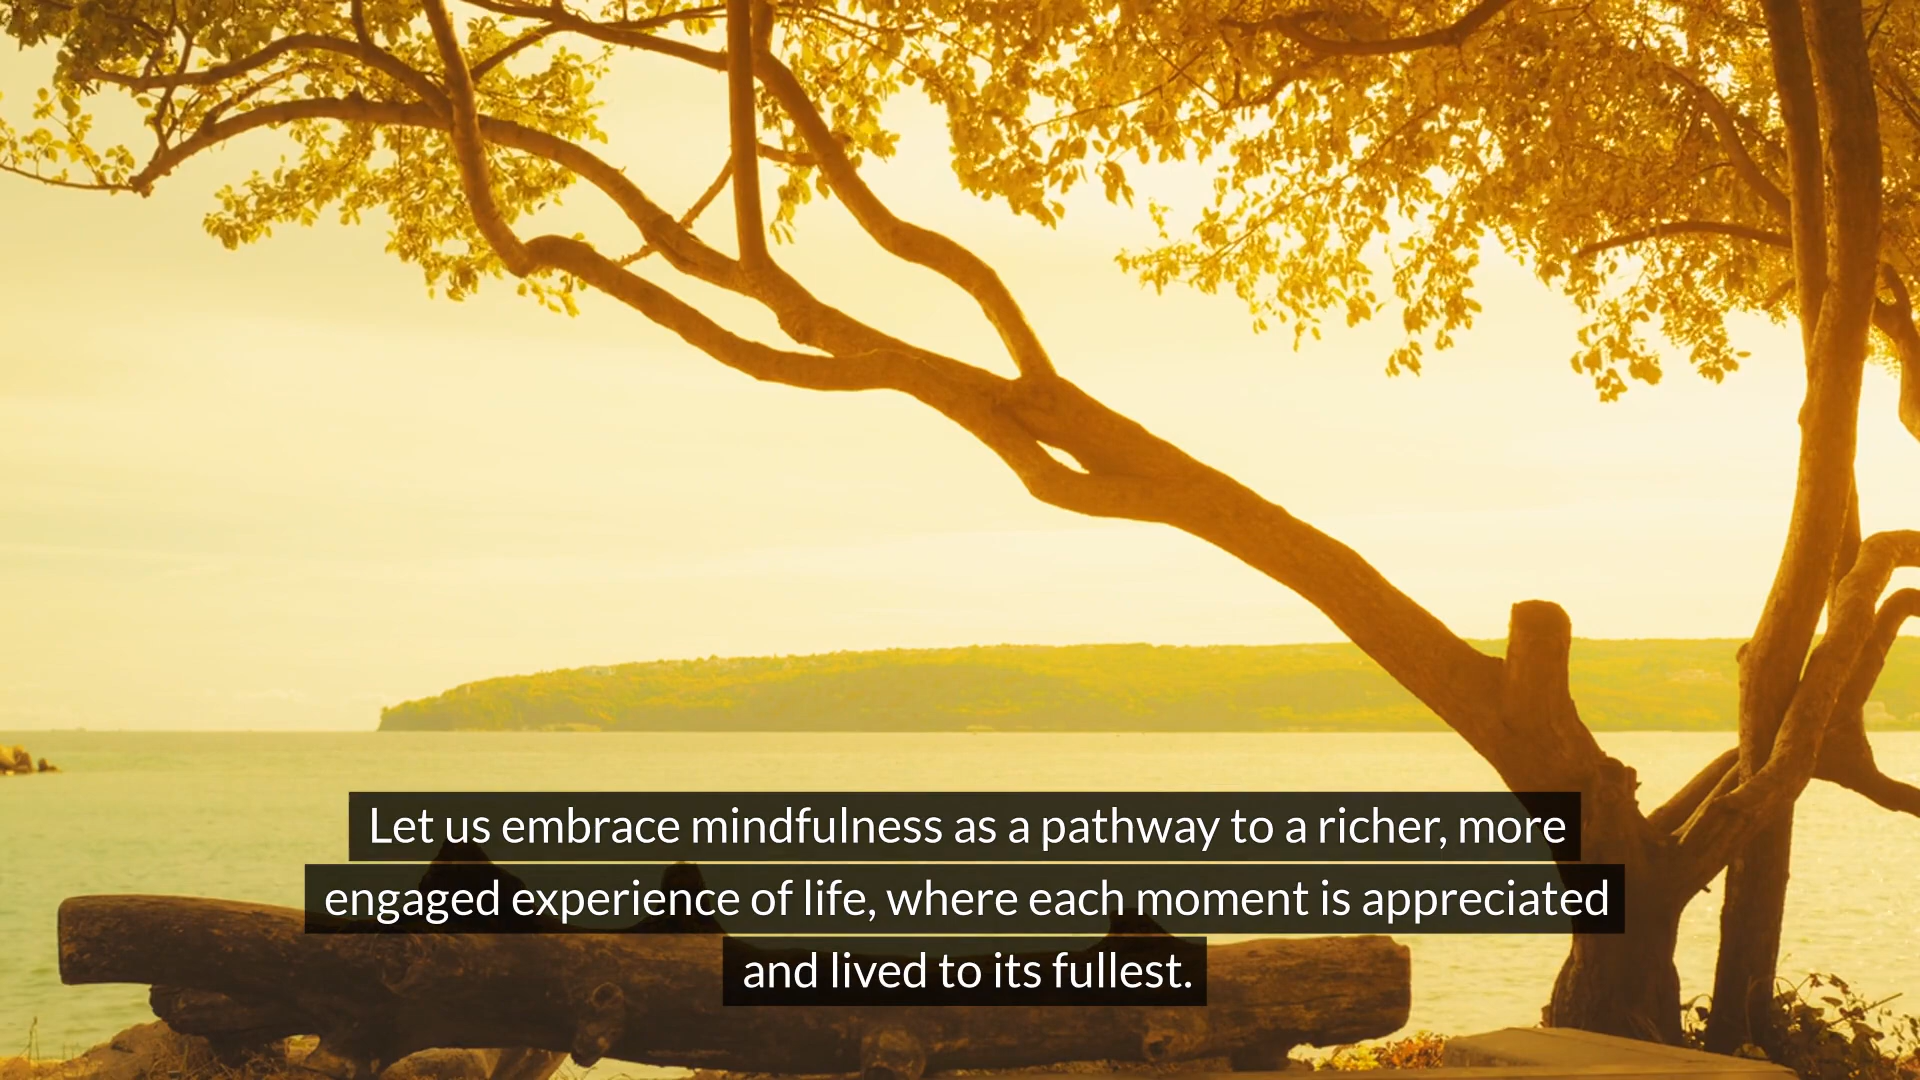 Let us embrace mindfulness as a pathway to a richer, more
engaged experience of life, where each moment is appreciated
and lived to its fullest.